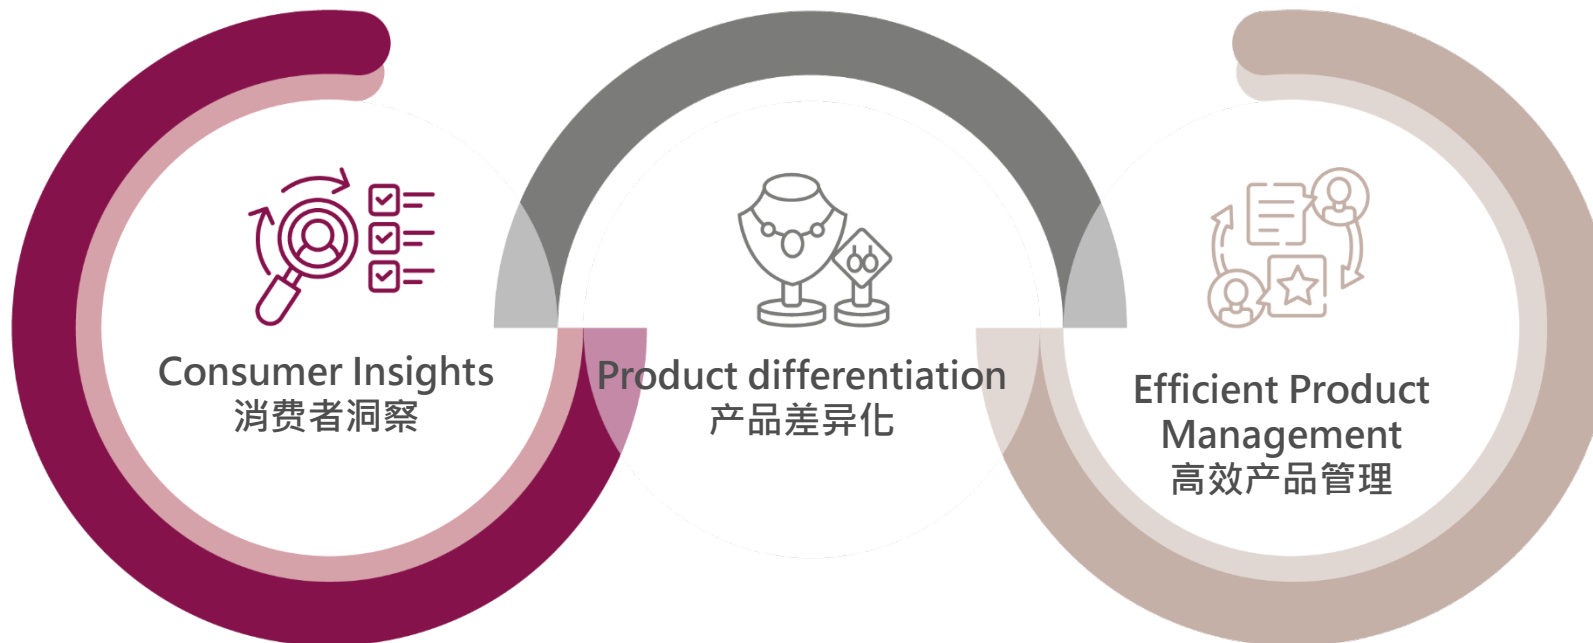 Consumer Insights
消费者洞察
Product differentiation
产品差异化
Efficient Product
Management
高效产品管理